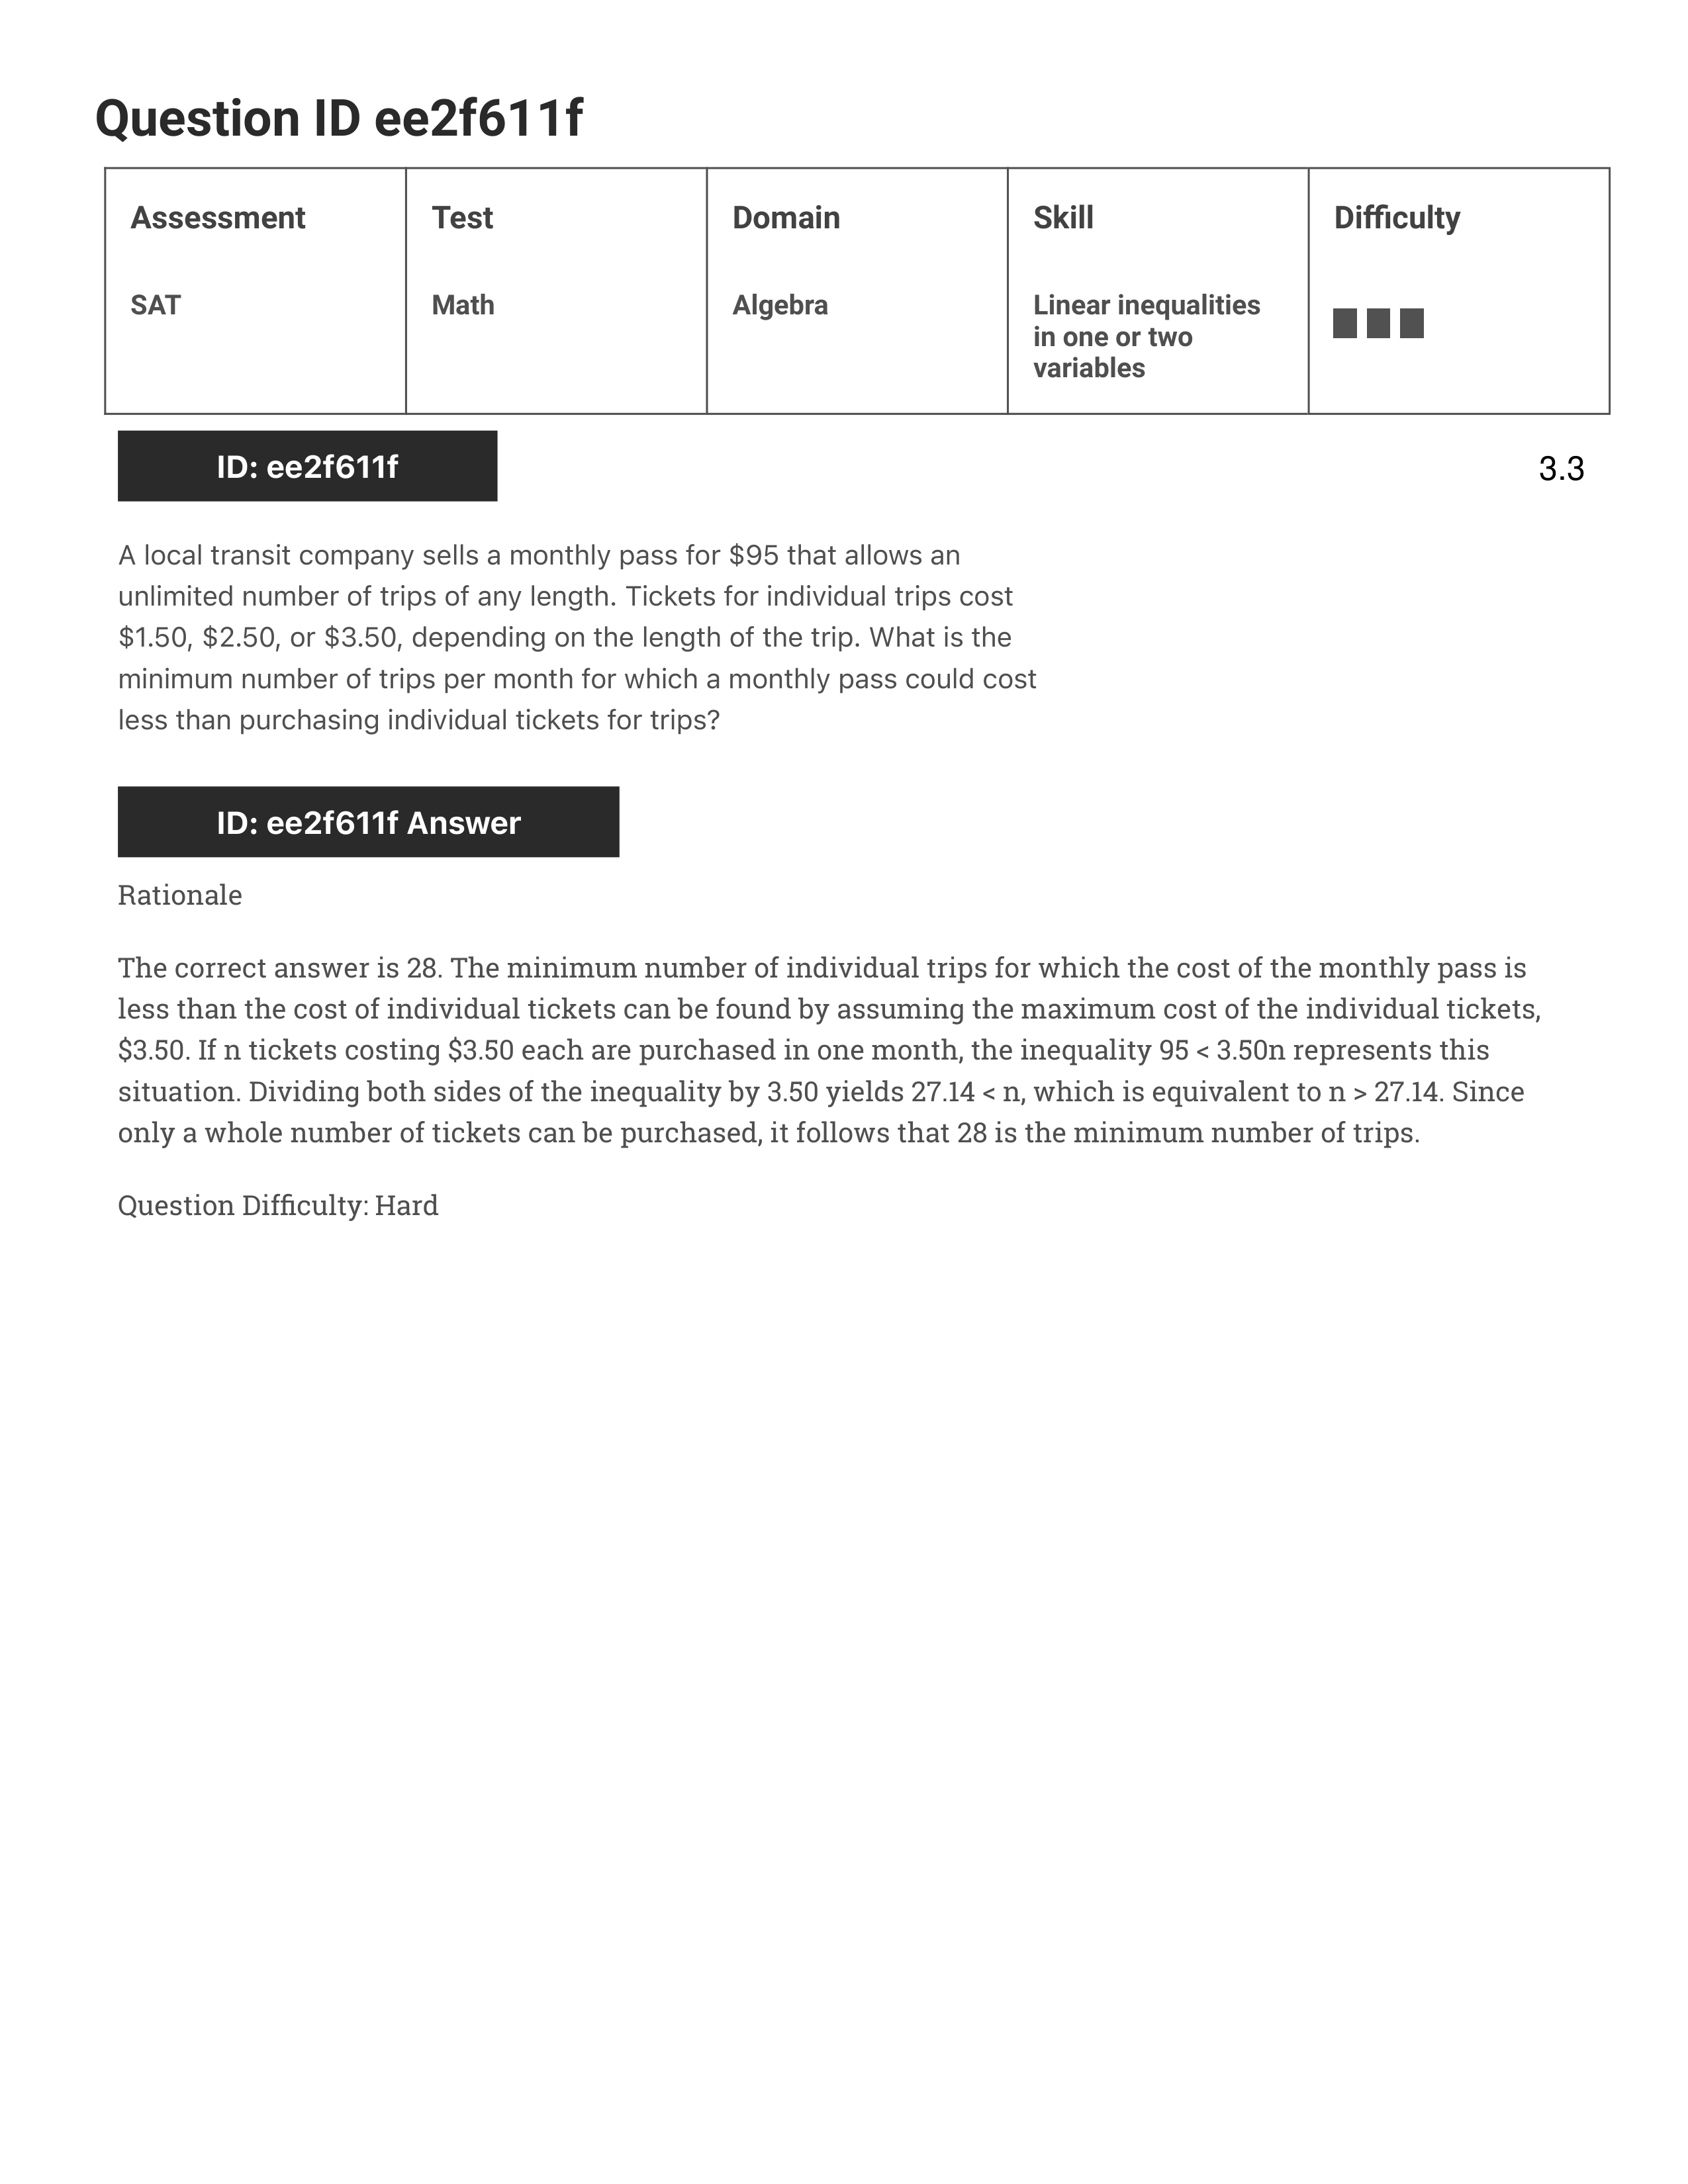 Question ID ee2f611f
Assessment
Test
Domain
Skill
Difficulty
SAT
Math
Algebra
Linear inequalities
in one or two
variables
ID: ee2f611f
3.3
A local transit company sells a monthly pass for $95 that allows an
unlimited number of trips of any length. Tickets for individual trips cost
$1.50, $2.50, or $3.50, depending on the length of the trip. What is the
minimum number of trips per month for which a monthly pass could cost
less than purchasing individual tickets for trips?
ID: ee2f611f Answer
Rationale
The correct answer is 28. The minimum number of individual trips for which the cost of the monthly pass is
less than the cost of individual tickets can be found by assuming the maximum cost of the individual tickets,
$3.50. If n tickets costing $3.50 each are purchased in one month, the inequality 95 < 3.50n represents this
situation. Dividing both sides of the inequality by 3.50 yields 27.14 < n, which is equivalent to n > 27.14. Since
only a whole number of tickets can be purchased, it follows that 28 is the minimum number of trips.
Question Difficulty: Hard